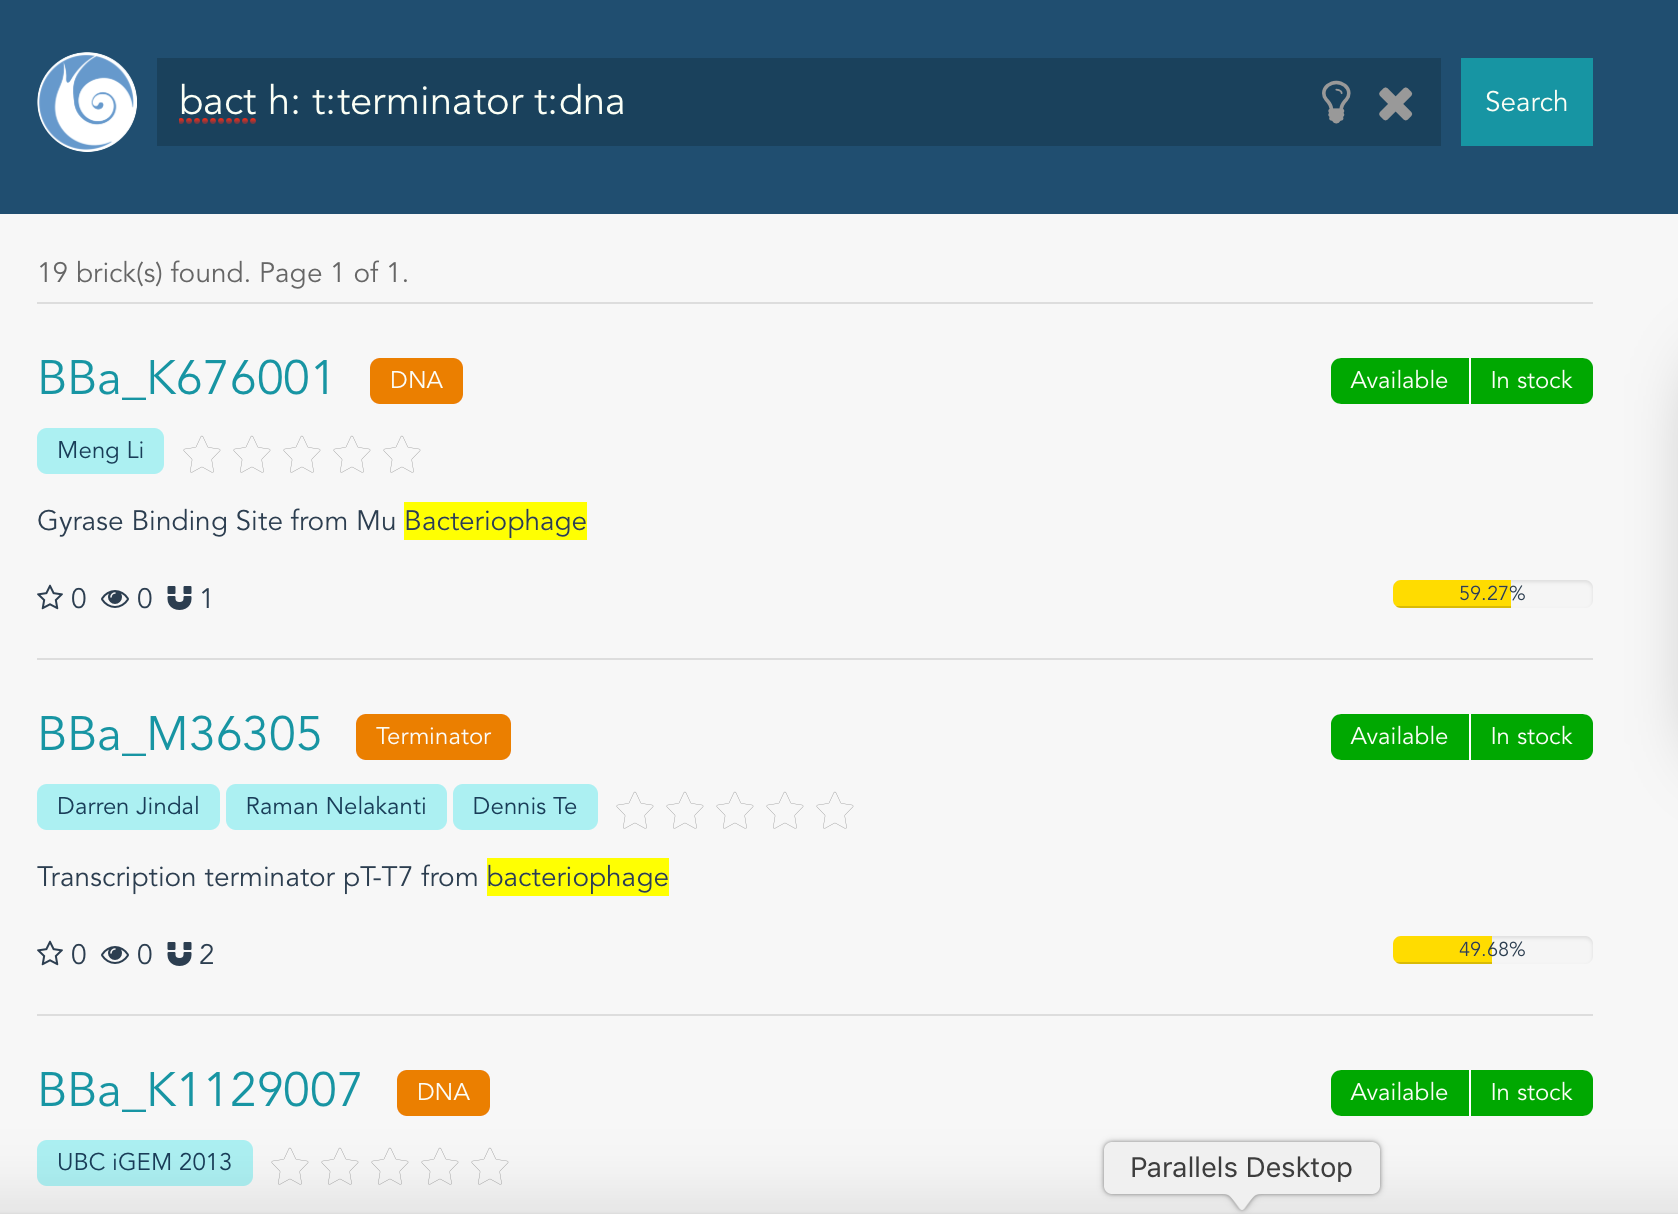 bact h: t:terminator t:dna
Search
19 brick(s) found. Page 1 of 1.
BBa_K676001 DNA Available In stock
Meng Li
Gyrase Binding Site from Mu Bacteriophage
0 0 1 59.27%
BBa_M36305 Terminator Available In stock
Darren Jindal Raman Nelakanti Dennis Te
Transcription terminator pT-T7 from bacteriophage
0 0 2 49.68%
BBa_K1129007 DNA Available In stock
UBC iGEM 2013
Parallels Desktop